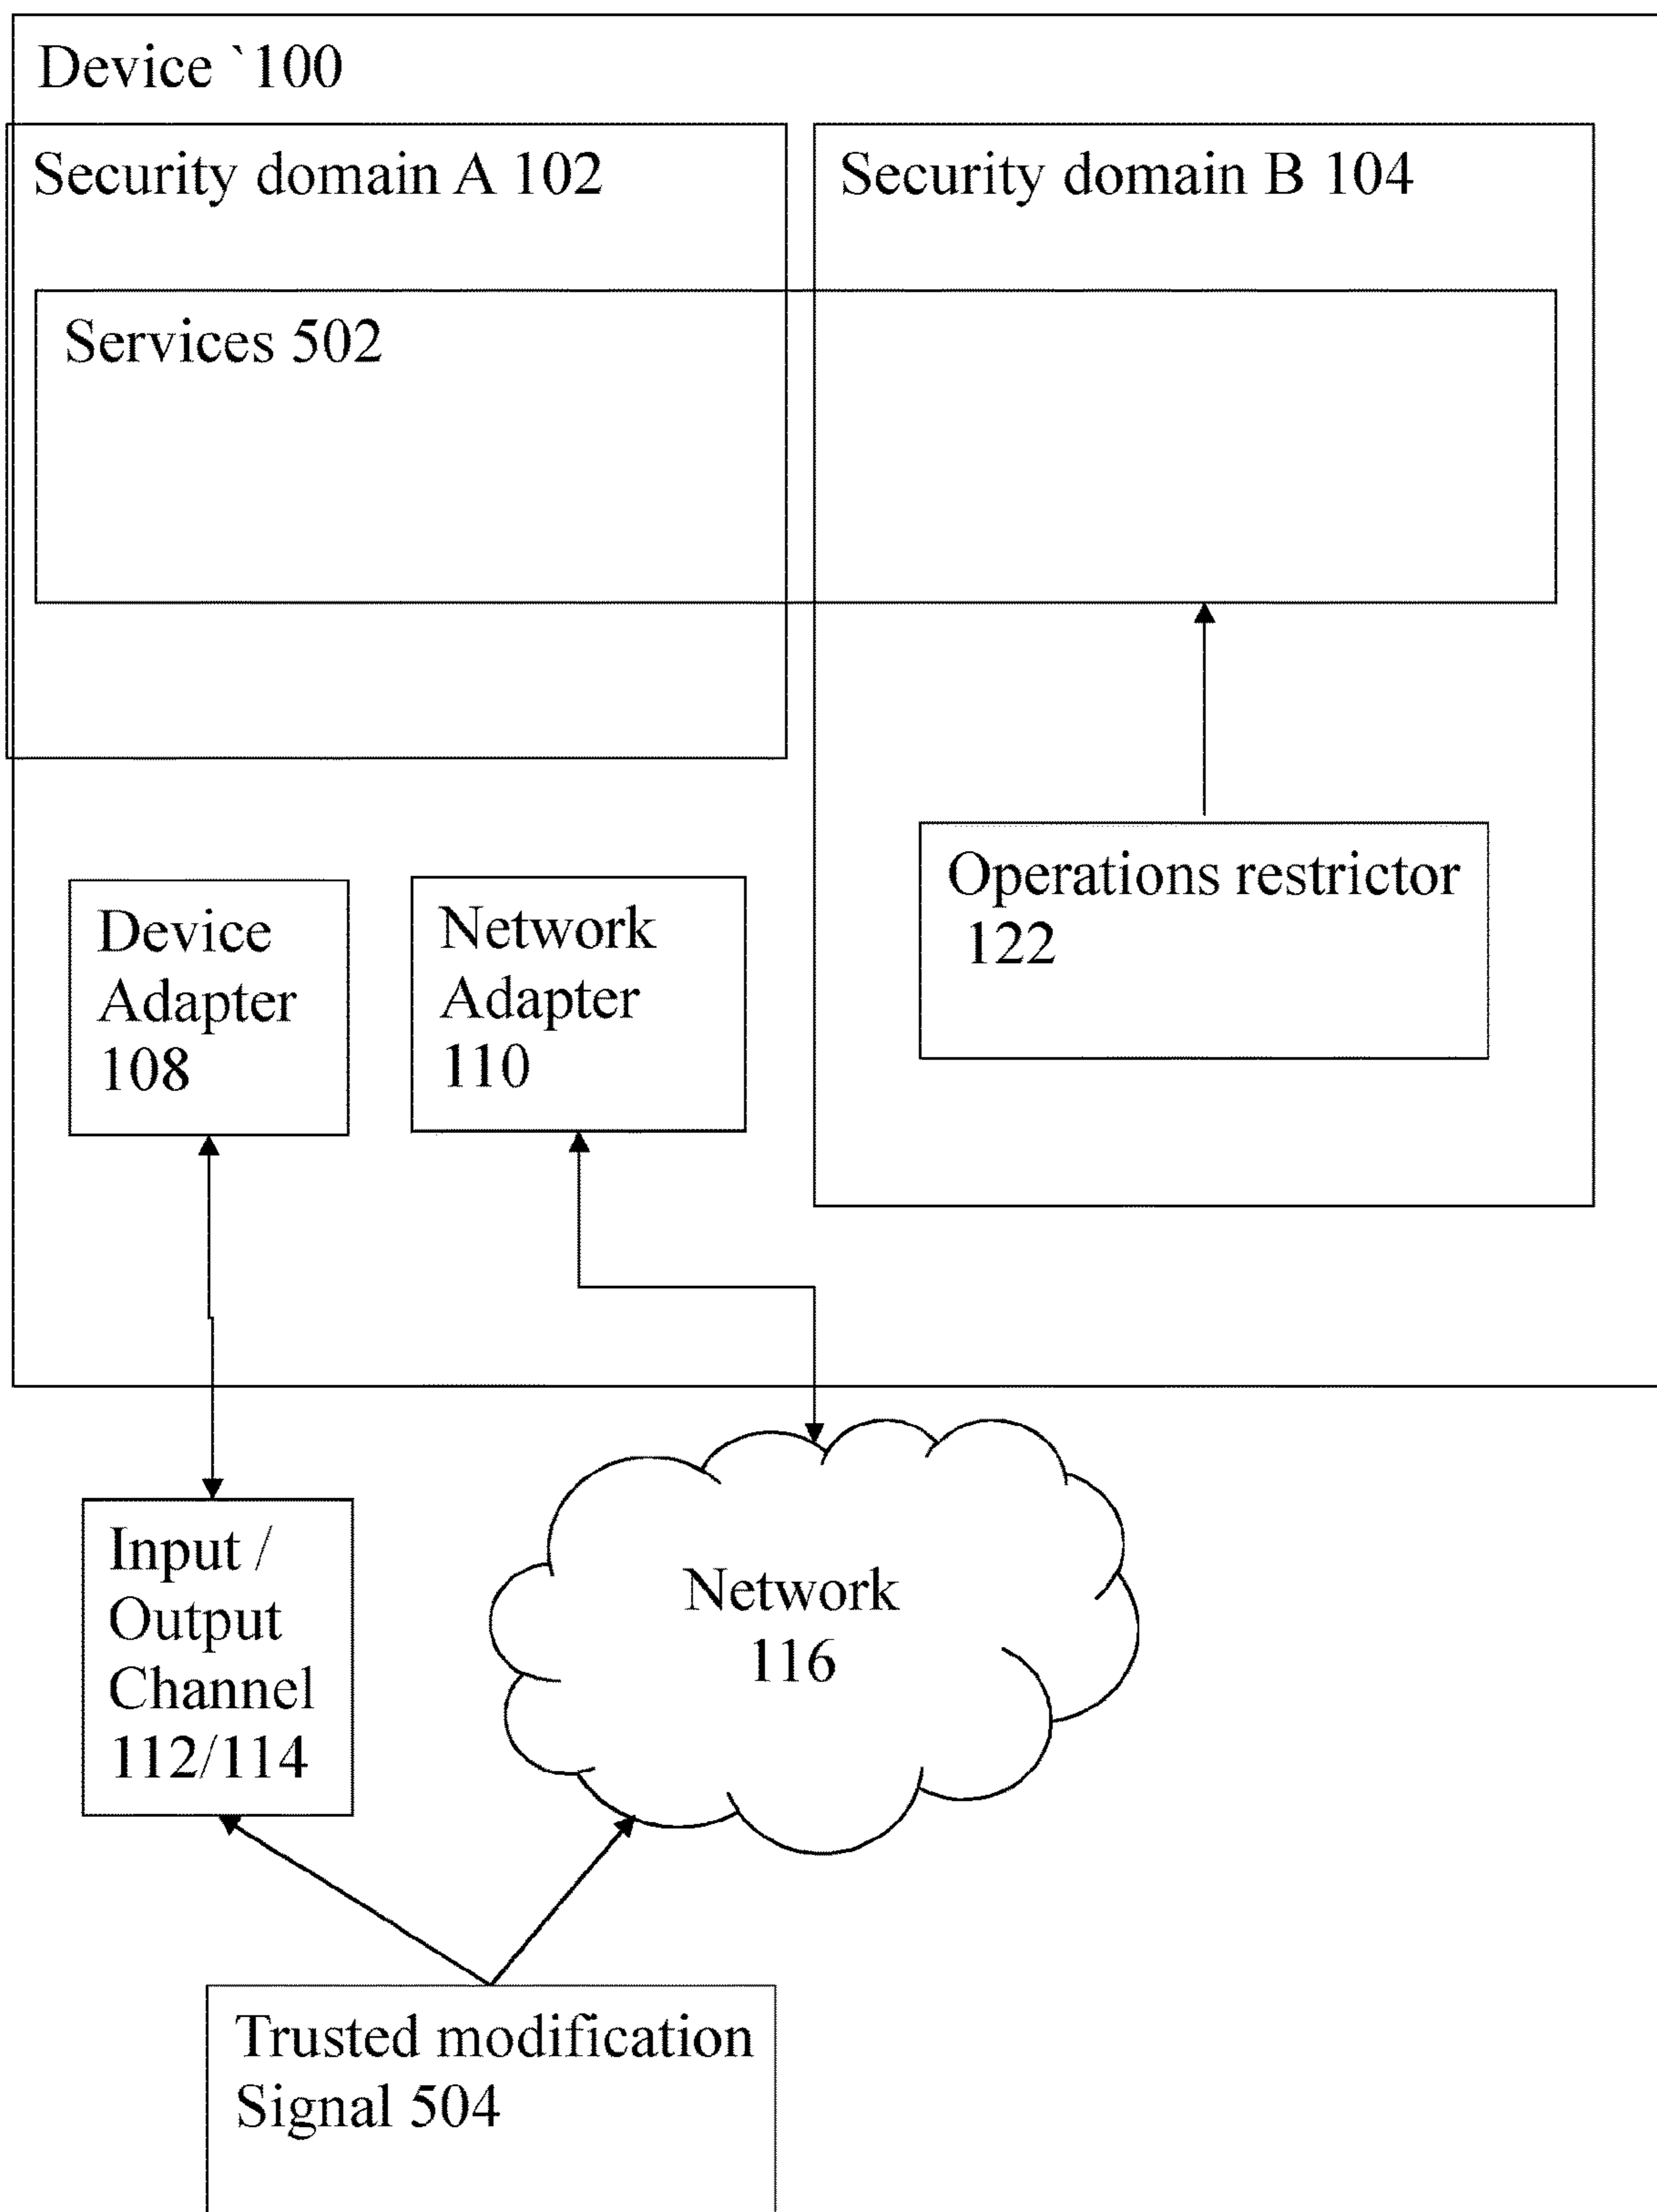 Device `100
Security domain A 102
Security domain B 104
Services 502
Operations restrictor
122
Device
Adapter
108
Network
Adapter
110
Input /
Output
Channel
112/114
Network
116
Trusted modification
Signal 504